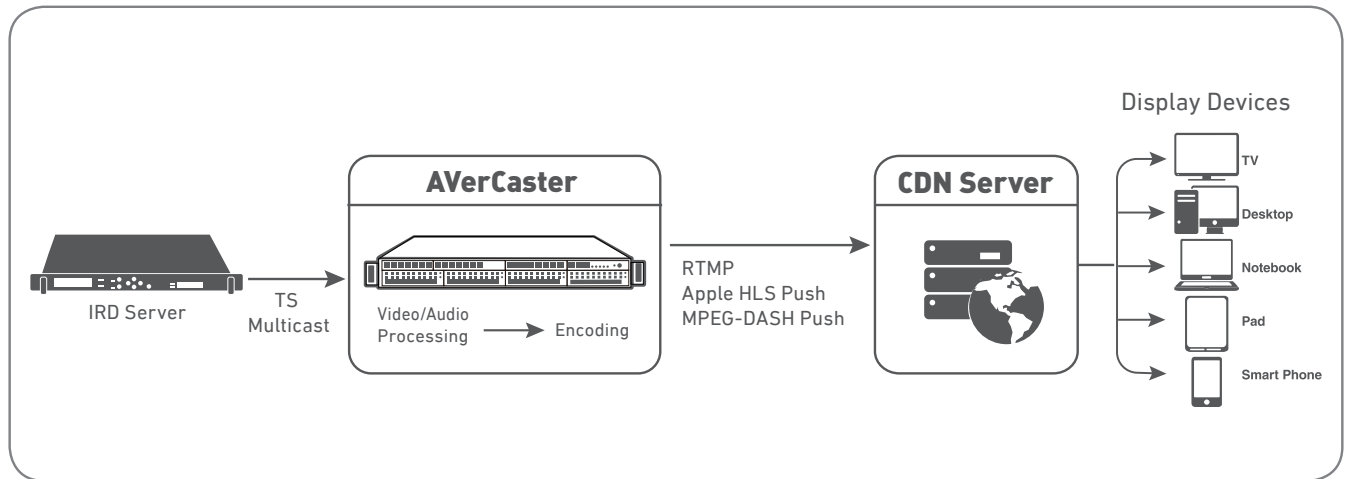 Display Devices
AVerCaster
CDN Server
TV
Desktop
Notebook
Pad
Smart Phone
IRD Server
TS
Multicast
Video/Audio
Processing
Encoding
RTMP
Apple HLS Push
MPEG-DASH Push